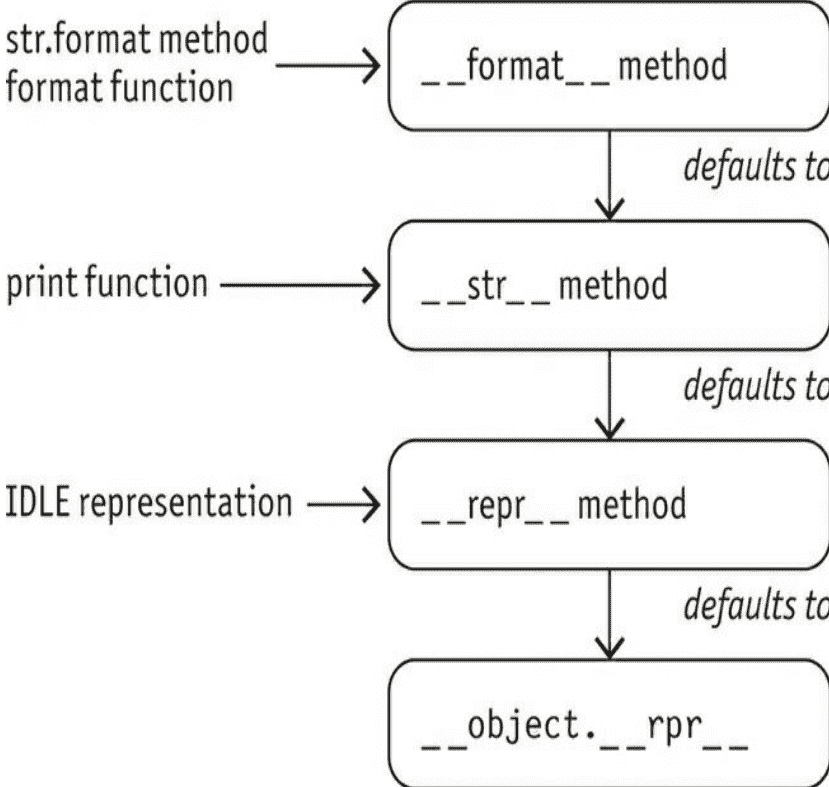 str.format method
format function
__format__ method
defaults to
print function
__str__ method
defaults to
IDLE representation
__repr__ method
defaults to
__object.__rpr__